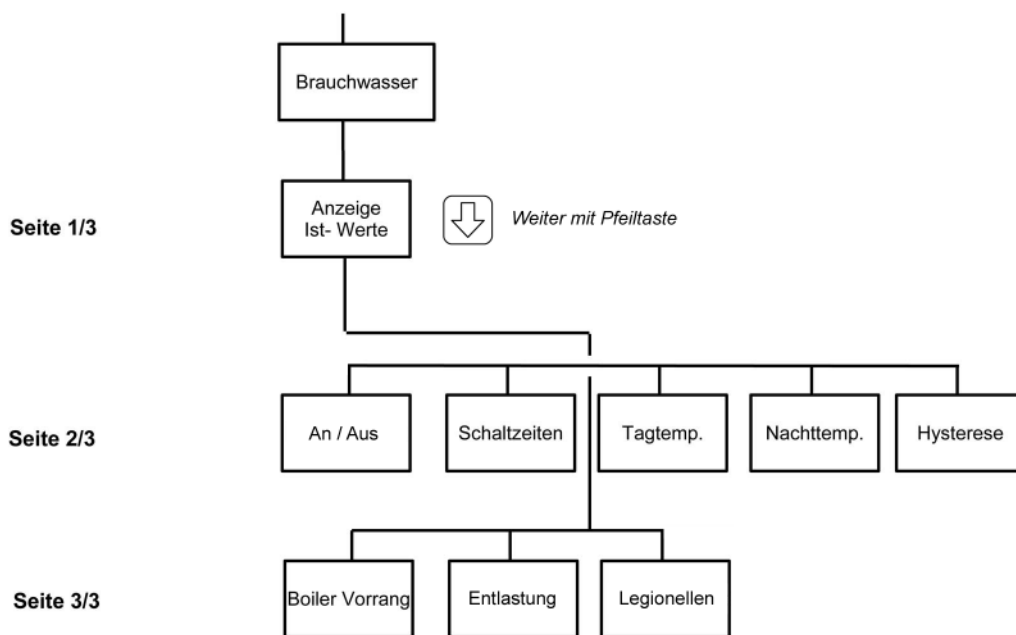 Brauchwasser
Seite 1/3
Anzeige
Ist- Werte
Weiter mit Pfeiltaste
Seite 2/3
An / Aus
Schaltzeiten
Tagtemp.
Nachttemp.
Hysterese
Seite 3/3
Boiler Vorrang
Entlastung
Legionellen